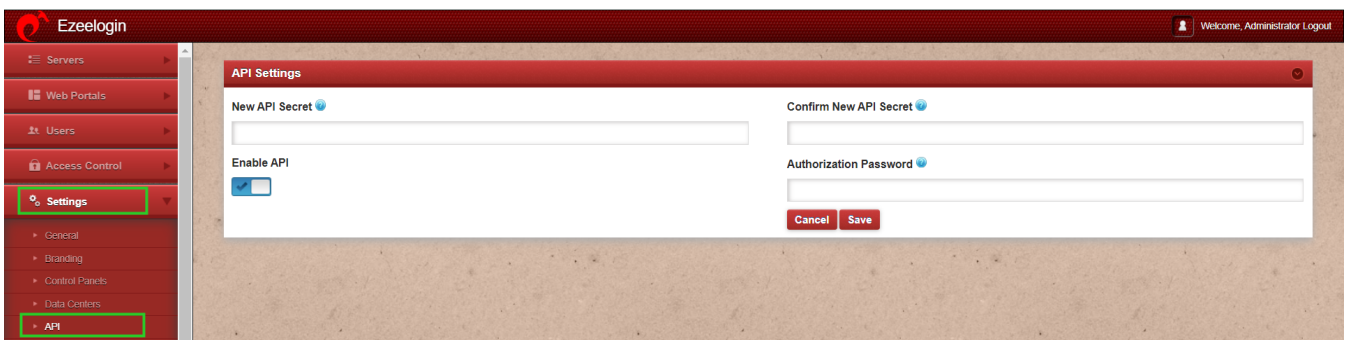 Ezeelogin
Welcome, Administrator Logout
Servers
Web Portals
Users
Access Control
Settings
General
Branding
Control Panels
Data Centers
API
API Settings
New API Secret
Confirm New API Secret
Enable API
Authorization Password
Cancel Save